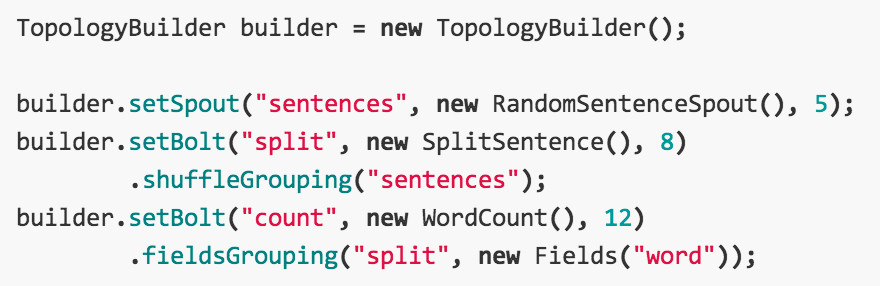 TopologyBuilder builder = new TopologyBuilder();
builder.setSpout("sentences", new RandomSentenceSpout(), 5);
builder.setBolt("split", new SplitSentence(), 8)
.shuffleGrouping("sentences");
builder.setBolt("count", new WordCount(), 12)
.fieldsGrouping("split", new Fields("word"));